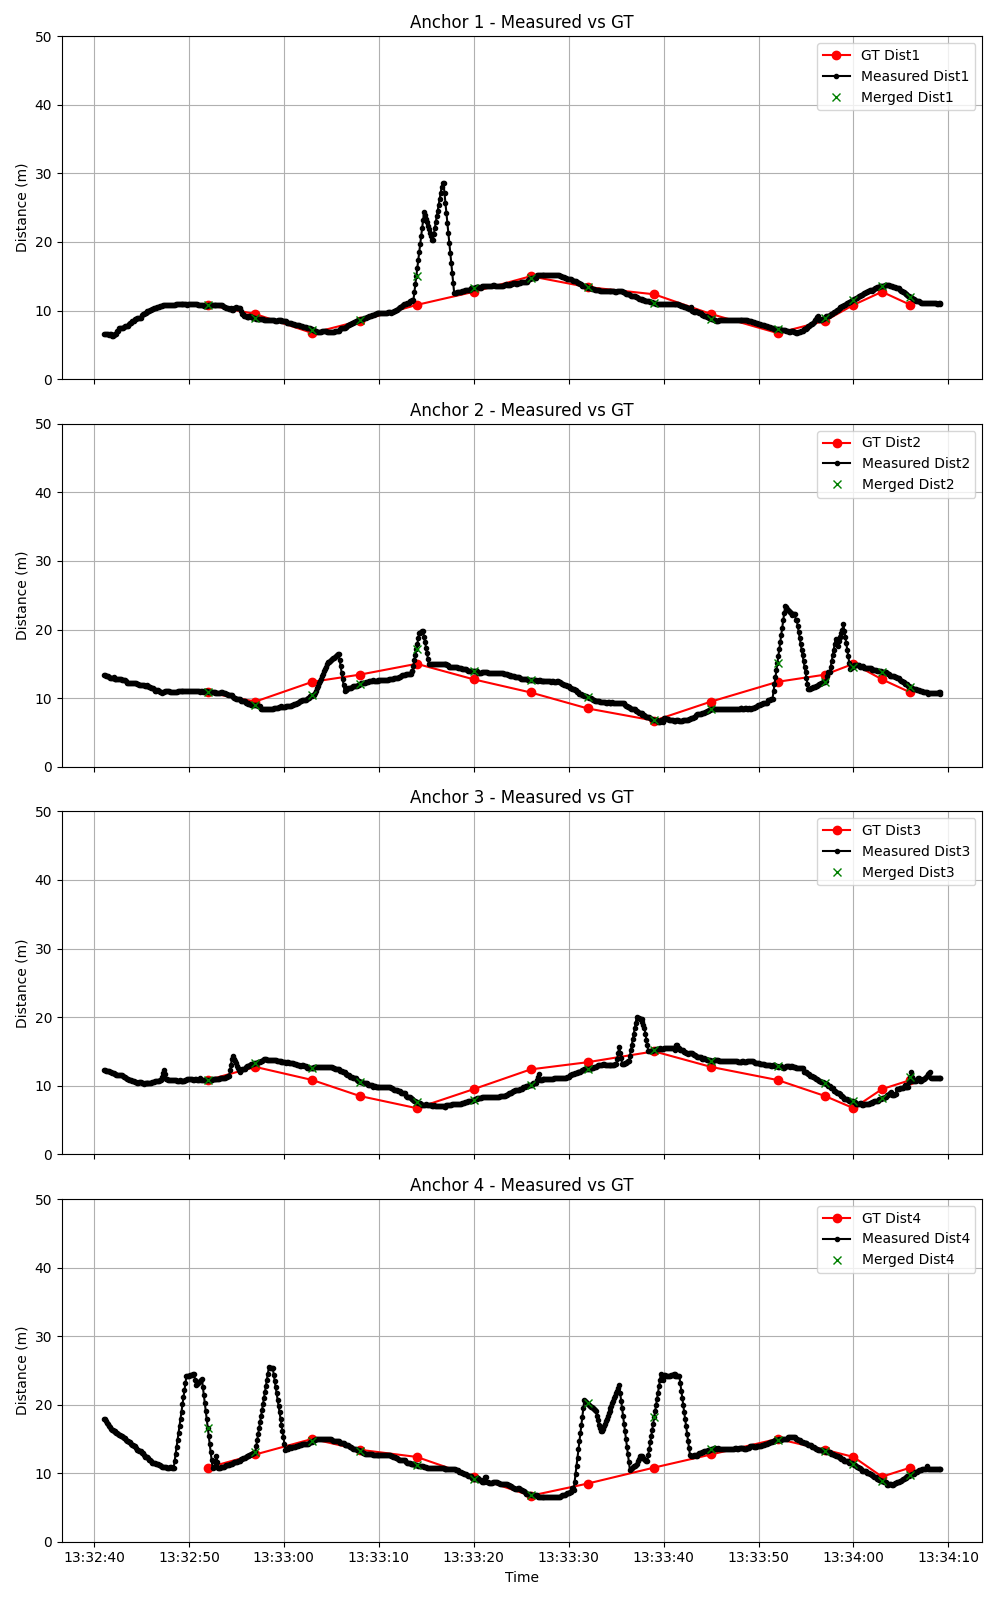 Anchor 1 - Measured vs GT
50
40
30
20
10
0
Distance (m)
GT Dist1
Measured Dist1
Merged Dist1
Anchor 2 - Measured vs GT
50
40
30
20
10
0
Distance (m)
GT Dist2
Measured Dist2
Merged Dist2
Anchor 3 - Measured vs GT
50
40
30
20
10
0
Distance (m)
GT Dist3
Measured Dist3
Merged Dist3
Anchor 4 - Measured vs GT
50
40
30
20
10
0
Distance (m)
GT Dist4
Measured Dist4
Merged Dist4
13:32:40 13:32:50 13:33:00 13:33:10 13:33:20 13:33:30 13:33:40 13:33:50 13:34:00 13:34:10
Time